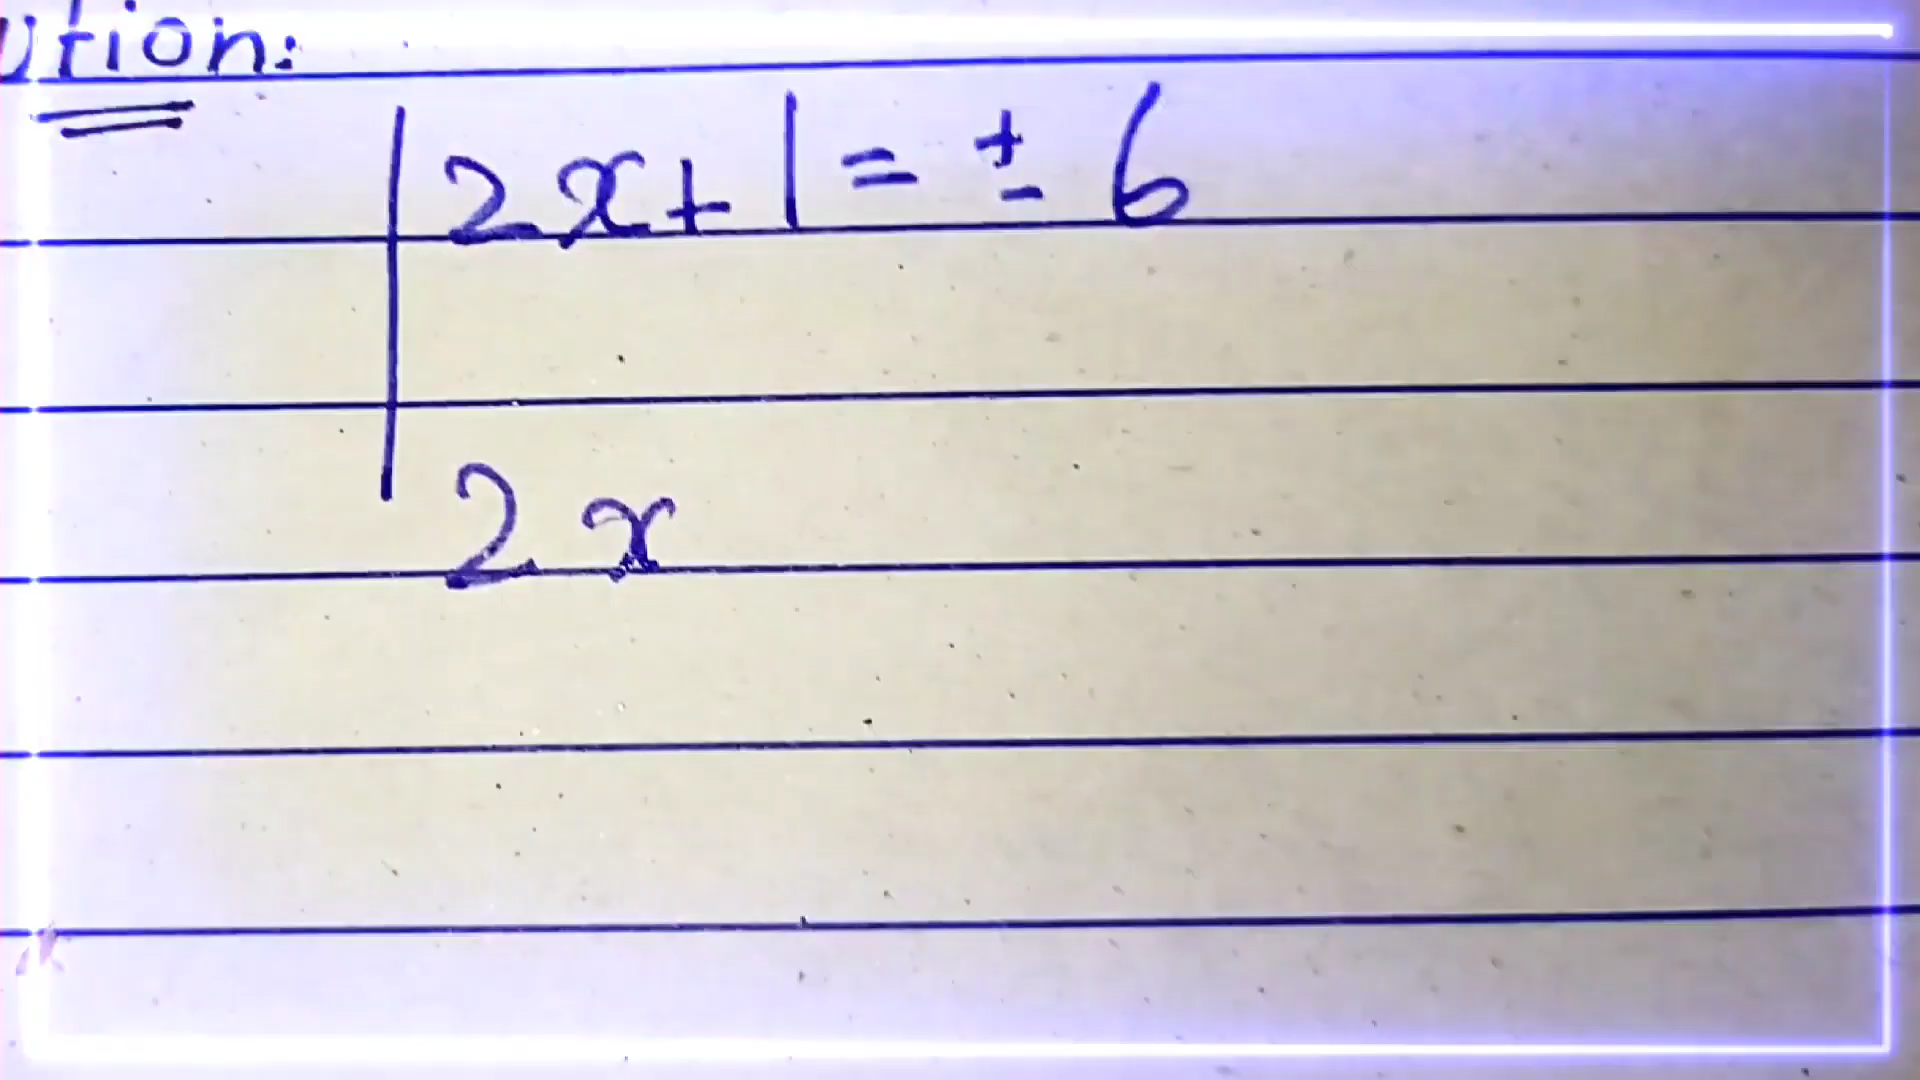 ution:
| 2x+1 = ± 6
2x